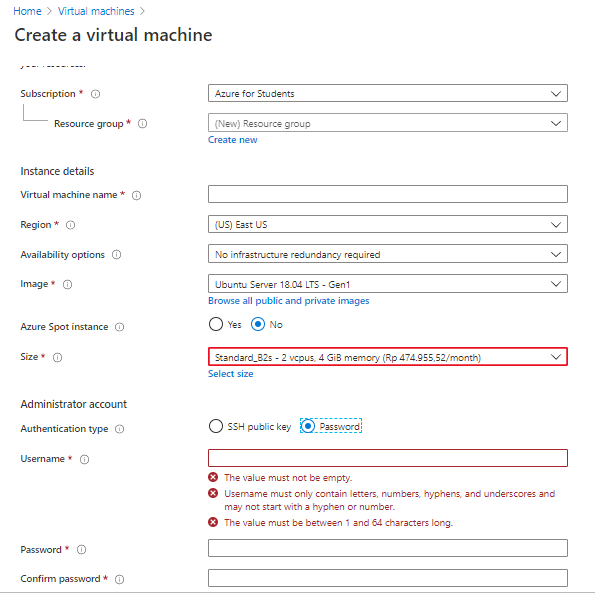 Home > Virtual machines >
Create a virtual machine
your resources.
Subscription * Azure for Students
Resource group * (New) Resource group
Create new
Instance details
Virtual machine name *
Region * (US) East US
Availability options No infrastructure redundancy required
Image * Ubuntu Server 18.04 LTS - Gen1
Browse all public and private images
Azure Spot instance Yes No
Size * Standard_B2s - 2 vcpus, 4 GiB memory (Rp 474.955,52/month)
Select size
Administrator account
Authentication type SSH public key Password
Username *
The value must not be empty.
Username must only contain letters, numbers, hyphens, and underscores and
may not start with a hyphen or number.
The value must be between 1 and 64 characters long.
Password *
Confirm password *